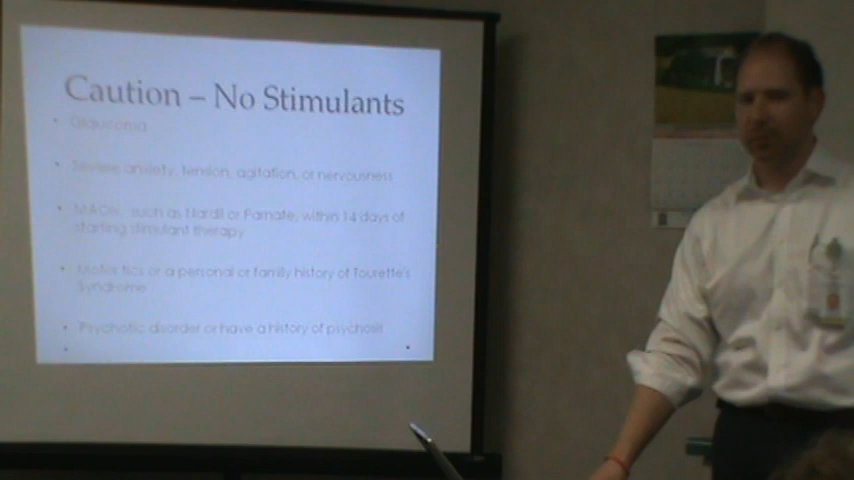 Caution – No Stimulants
• Glaucoma
• Severe anxiety, tension, agitation, or nervousness
• MAOIs, such as Nardil or Parnate, within 14 days of
starting stimulant therapy
• Motor tics or a personal or family history of Tourette's
Syndrome
• Psychotic disorder or have a history of psychosis